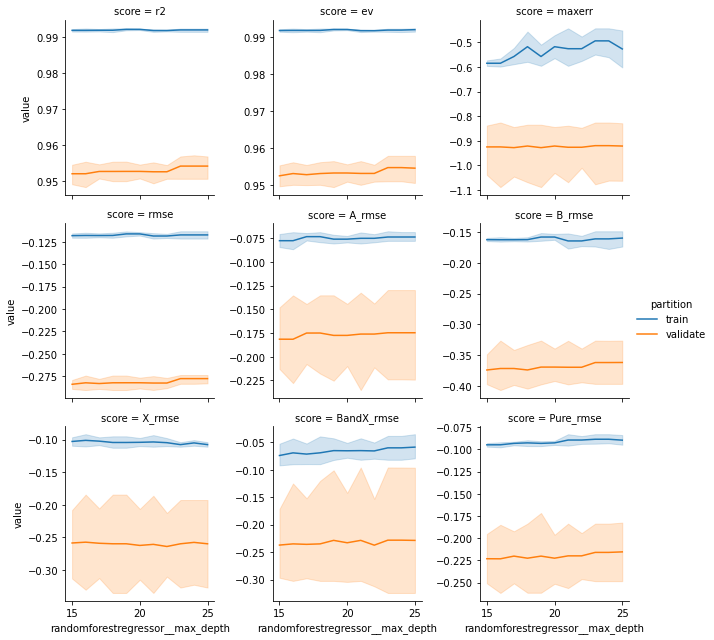 score = r2
score = ev
score = maxerr
0.99
0.98
0.97
0.96
0.95
value
0.99
0.98
0.97
0.96
0.95
−0.5
−0.6
−0.7
−0.8
−0.9
−1.0
−1.1
score = rmse
score = A_rmse
score = B_rmse
−0.125
−0.150
−0.175
−0.200
−0.225
−0.250
−0.275
value
−0.075
−0.100
−0.125
−0.150
−0.175
−0.200
−0.225
−0.15
−0.20
−0.25
−0.30
−0.35
−0.40
partition
train
validate
score = X_rmse
score = BandX_rmse
score = Pure_rmse
−0.10
−0.15
−0.20
−0.25
−0.30
value
−0.05
−0.10
−0.15
−0.20
−0.25
−0.30
−0.075
−0.100
−0.125
−0.150
−0.175
−0.200
−0.225
−0.250
15 20 25
15 20 25
15 20 25
randomforestregressor__max_depth
randomforestregressor__max_depth
randomforestregressor__max_depth